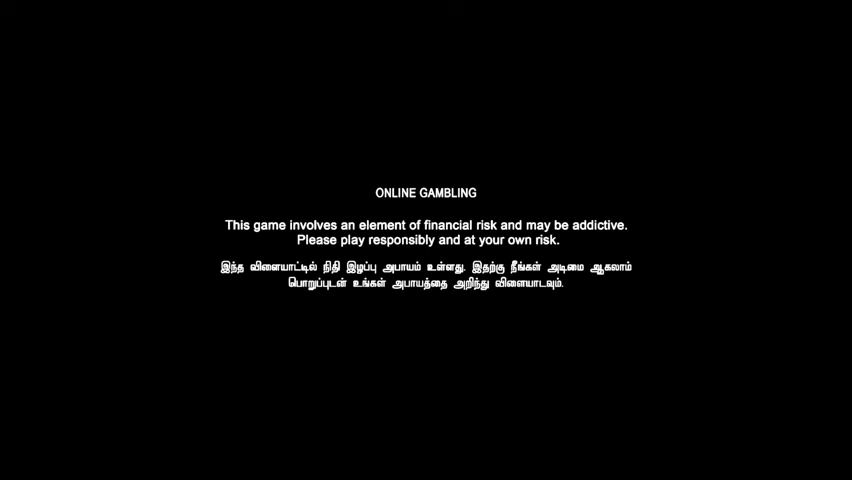 ONLINE GAMBLING
This game involves an element of financial risk and may be addictive.
Please play responsibly and at your own risk.
இந்த விளையாட்டில் நிதி இழப்பு அபாயம் உள்ளது. இதற்கு நீங்கள் அடிமை ஆகலாம்
பொறுப்புடன் உங்கள் அபாயத்தை அறிந்து விளையாடவும்.